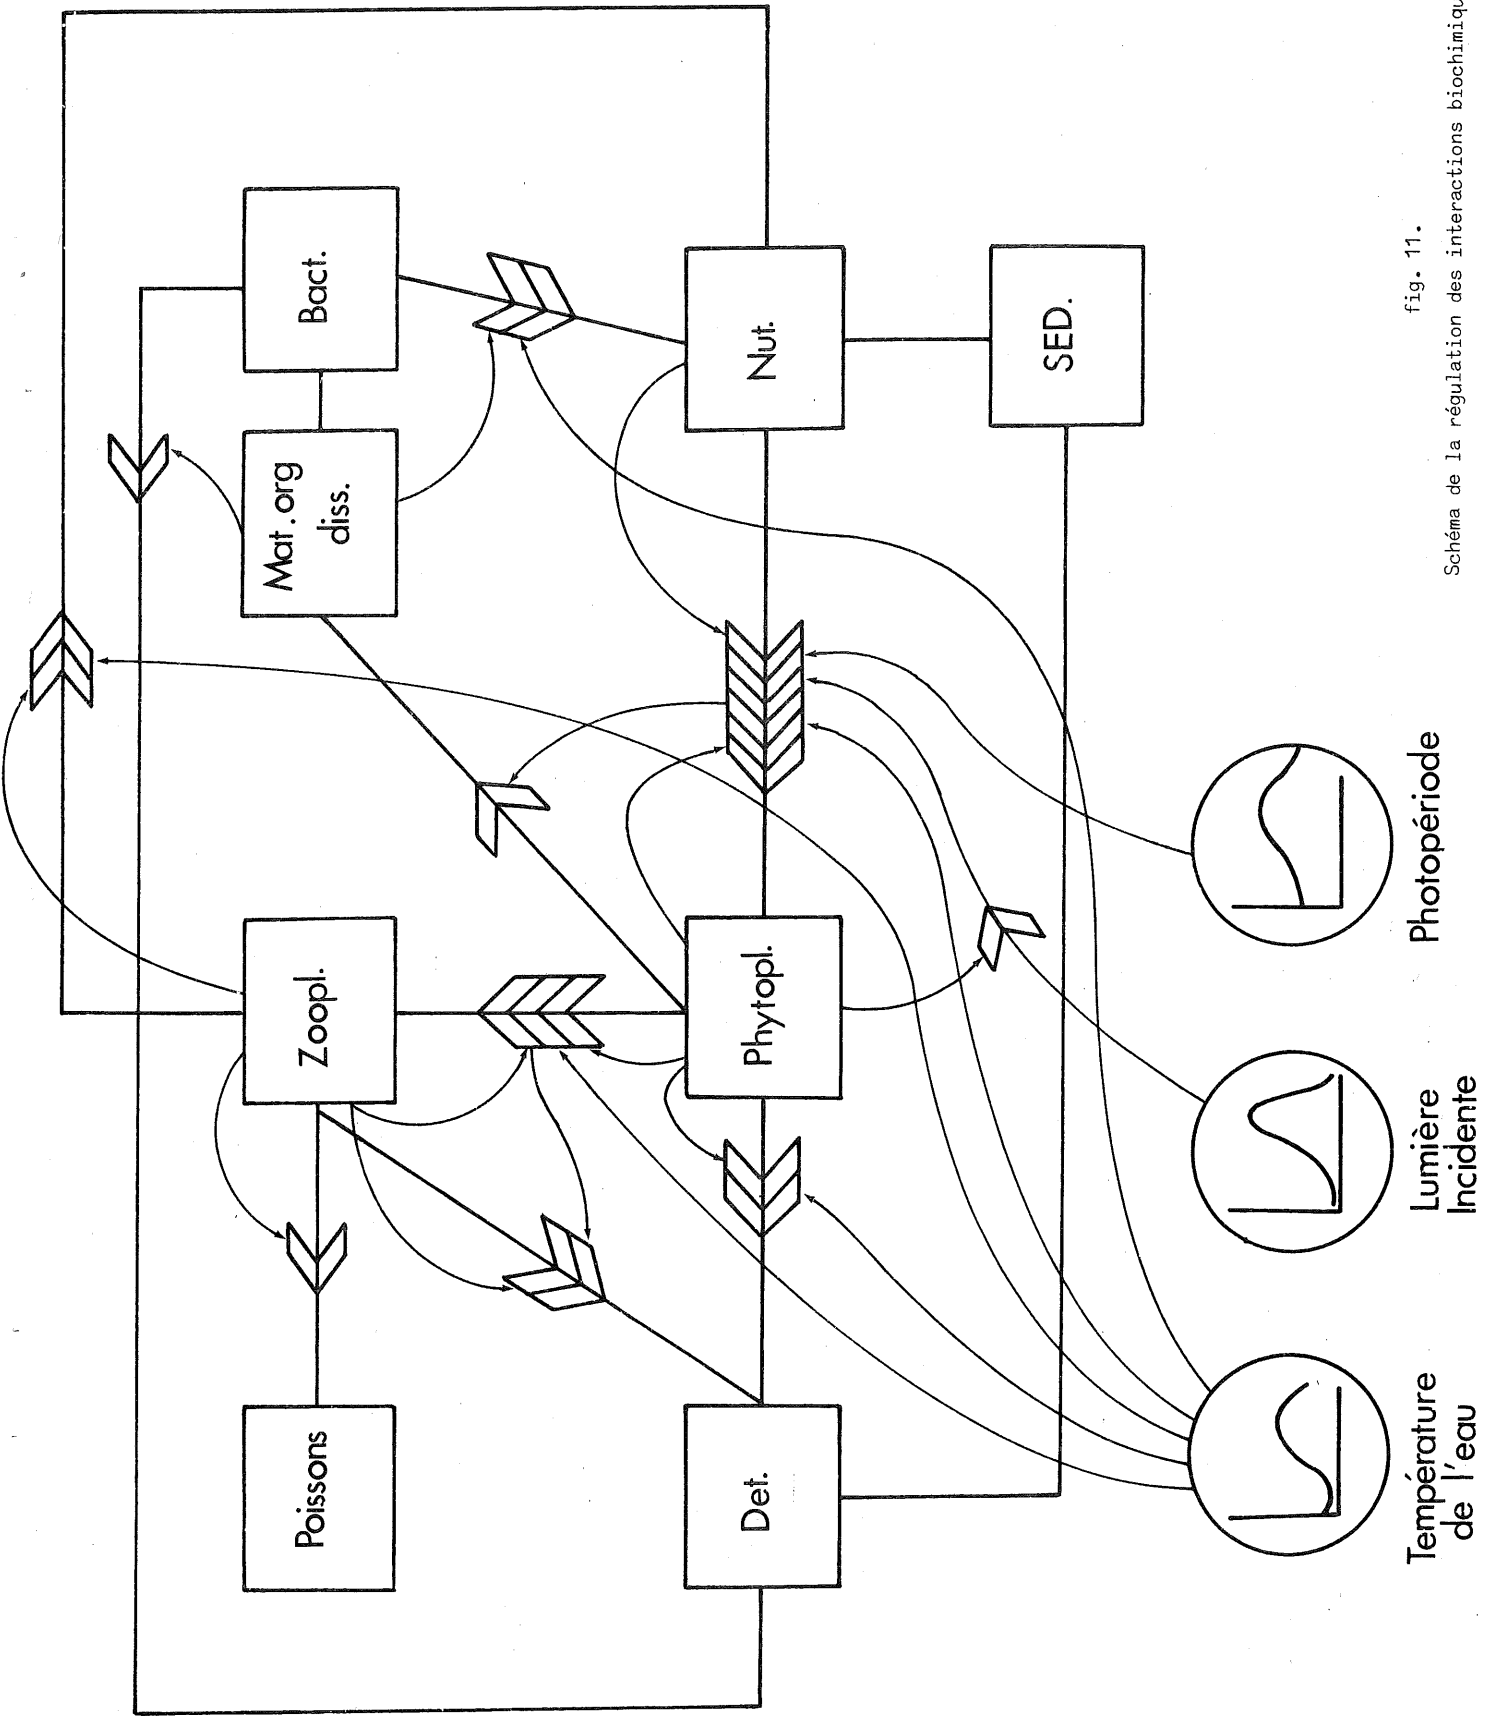 Poissons
Zoopl.
Mat. org
diss.
Bact.
Det.
Phytopl.
Nut.
SED.
Température
de l'eau
Lumière
Incidente
Photopériode
fig. 11.
Schéma de la régulation des interactions